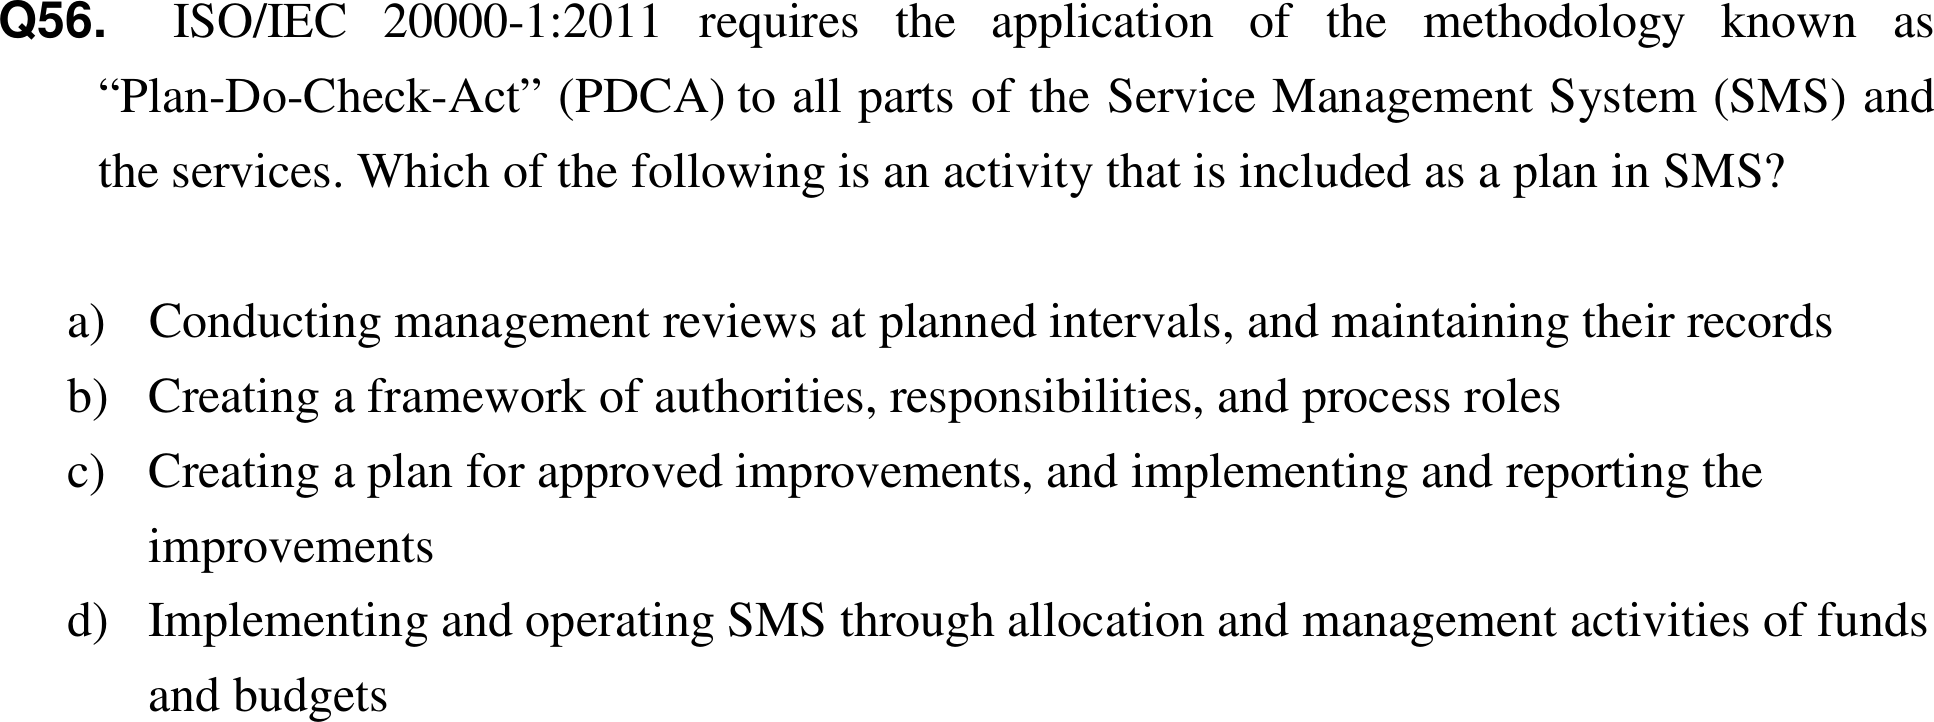 Q56. ISO/IEC 20000-1:2011 requires the application of the methodology known as
“Plan-Do-Check-Act” (PDCA) to all parts of the Service Management System (SMS) and
the services. Which of the following is an activity that is included as a plan in SMS?
a) Conducting management reviews at planned intervals, and maintaining their records
b) Creating a framework of authorities, responsibilities, and process roles
c) Creating a plan for approved improvements, and implementing and reporting the
improvements
d) Implementing and operating SMS through allocation and management activities of funds
and budgets